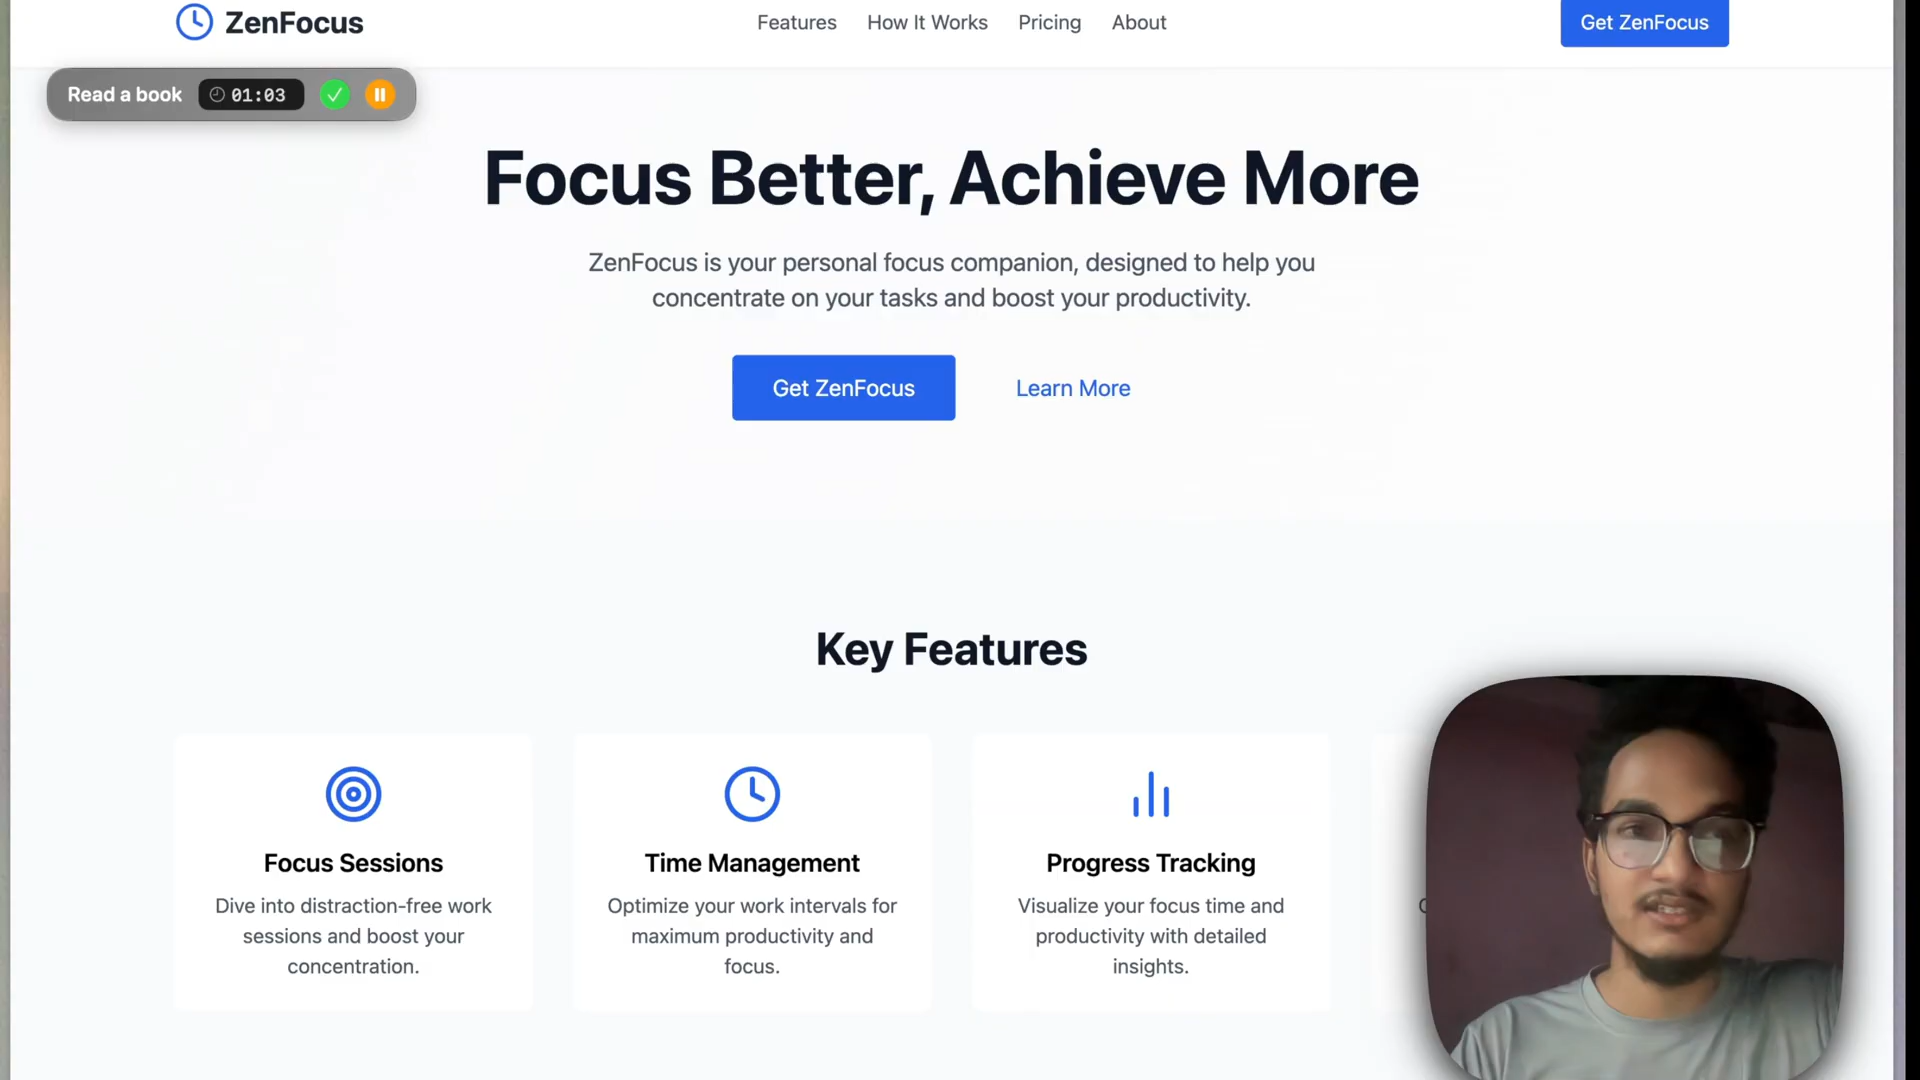 ZenFocus
Features
How It Works
Pricing
About
Get ZenFocus
Read a book
01:03
Focus Better, Achieve More
ZenFocus is your personal focus companion, designed to help you
concentrate on your tasks and boost your productivity.
Get ZenFocus
Learn More
Key Features
Focus Sessions
Dive into distraction-free work
sessions and boost your
concentration.
Time Management
Optimize your work intervals for
maximum productivity and
focus.
Progress Tracking
Visualize your focus time and
productivity with detailed
insights.